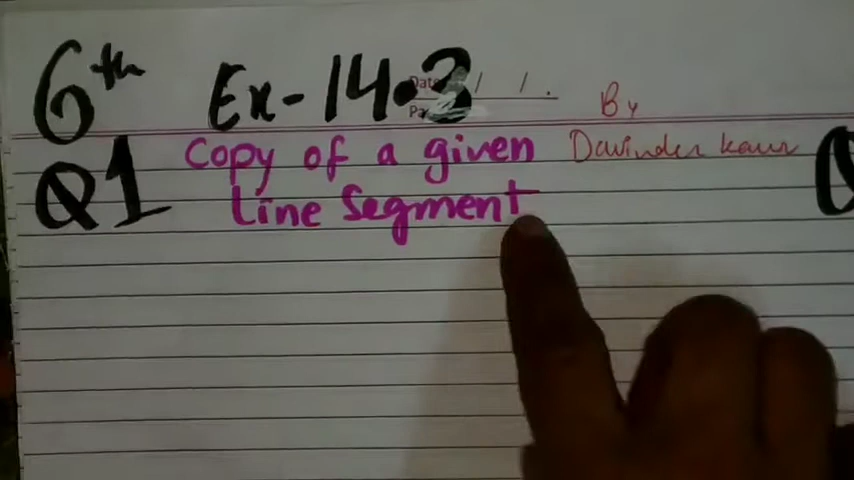 6th Ex-14.3 By
Davinder kaur
Q1 Copy of a given
Line Segment